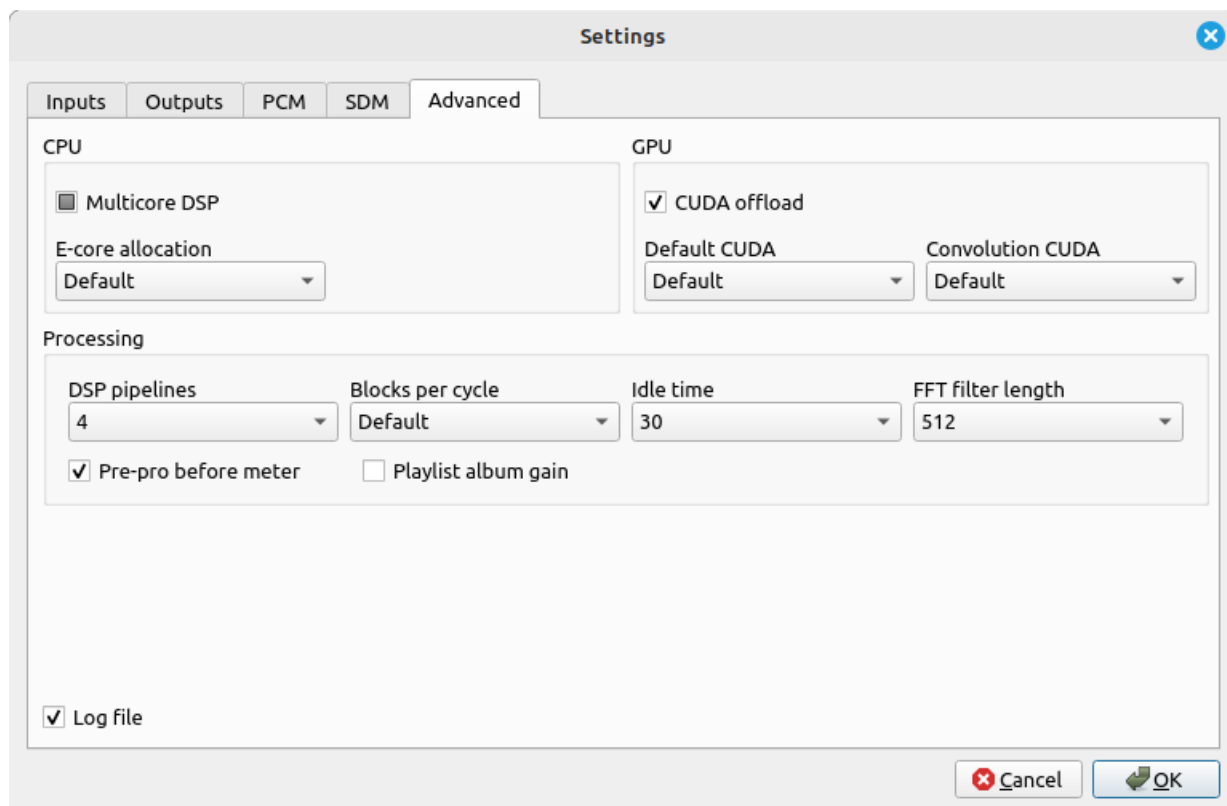 Settings
Inputs Outputs PCM SDM Advanced
CPU
Multicore DSP
E-core allocation
Default
GPU
CUDA offload
Default CUDA Convolution CUDA
Default Default
Processing
DSP pipelines Blocks per cycle Idle time FFT filter length
4 Default 30 512
Pre-pro before meter Playlist album gain
Log file
Cancel OK